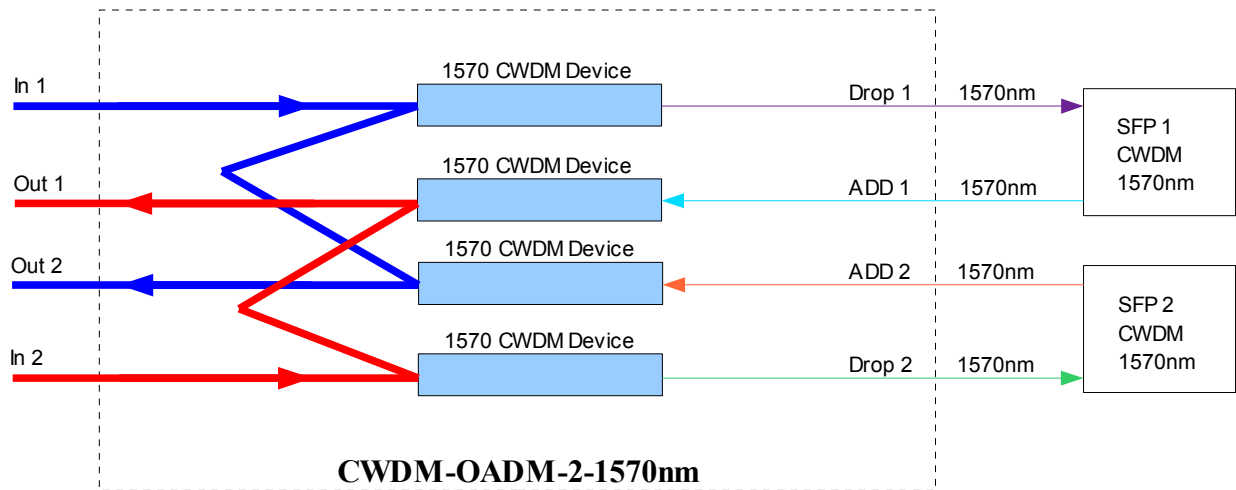 In 1
1570 CWDM Device
Drop 1
1570nm
SFP 1
CWDM
1570nm
Out 1
1570 CWDM Device
ADD 1
1570nm
Out 2
1570 CWDM Device
ADD 2
1570nm
SFP 2
CWDM
1570nm
In 2
1570 CWDM Device
Drop 2
1570nm
CWDM-OADM-2-1570nm